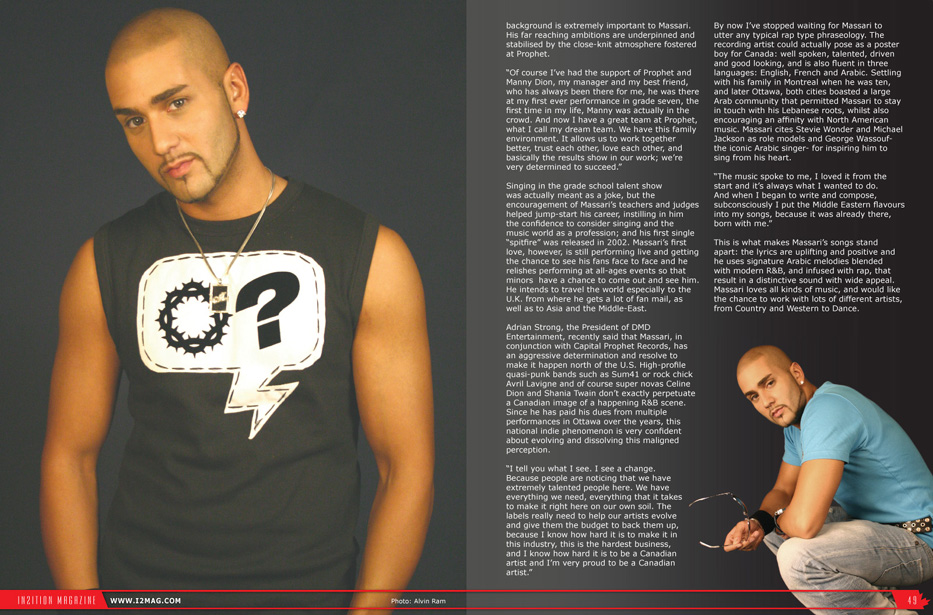 ?
IN2ITION MAGAZINE
WWW.I2MAG.COM
Photo: Alvin Ram
background is extremely important to Massari.
His far reaching ambitions are underpinned and
stabilised by the close-knit atmosphere fostered
at Prophet.
“Of course I’ve had the support of Prophet and
Manny Dion, my manager and my best friend,
who has always been there for me, he was there
at my first ever performance in grade seven, the
first time in my life, Manny was actually in the
crowd. And now I have a great team at Prophet,
what I call my dream team. We have this family
environment. It allows us to work together
better, trust each other, love each other, and
basically the results show in our work; we’re
very determined to succeed.”
Singing in the grade school talent show
was actually meant as a joke, but the
encouragement of Massari’s teachers and judges
helped jump-start his career, instilling in him
the confidence to consider singing and the
music world as a profession; and his first single
“spitfire” was released in 2002. Massari’s first
love, however, is still performing live and getting
the chance to see his fans face to face and he
relishes performing at all-ages events so that
minors have a chance to come out and see him.
He intends to travel the world especially to the
U.K. from where he gets a lot of fan mail, as
well as to Asia and the Middle-East.
Adrian Strong, the President of DMD
Entertainment, recently said that Massari, in
conjunction with Capital Prophet Records, has
an aggressive determination and resolve to
make it happen north of the U.S. High-profile
quasi-punk bands such as Sum41 or rock chick
Avril Lavigne and of course super novas Celine
Dion and Shania Twain don’t exactly perpetuate
a Canadian image of a happening R&B scene.
Since he has paid his dues from multiple
performances in Ottawa over the years, this
national indie phenomenon is very confident
about evolving and dissolving this maligned
perception.
“I tell you what I see. I see a change.
Because people are noticing that we have
extremely talented people here. We have
everything we need, everything that it takes
to make it right here on our own soil. The
labels really need to help our artists evolve
and give them the budget to back them up,
because I know how hard it is to make it in
this industry, this is the hardest business,
and I know how hard it is to be a Canadian
artist and I’m very proud to be a Canadian
artist.”
By now I’ve stopped waiting for Massari to
utter any typical rap type phraseology. The
recording artist could actually pose as a poster
boy for Canada: well spoken, talented, driven
and good looking, and is also fluent in three
languages: English, French and Arabic. Settling
with his family in Montreal when he was ten,
and later Ottawa, both cities boasted a large
Arab community that permitted Massari to stay
in touch with his Lebanese roots, whilst also
encouraging an affinity with North American
music. Massari cites Stevie Wonder and Michael
Jackson as role models and George Wassouf-
the iconic Arabic singer- for inspiring him to
sing from his heart.
“The music spoke to me, I loved it from the
start and it’s always what I wanted to do.
And when I began to write and compose,
subconsciously I put the Middle Eastern flavours
into my songs, because it was already there,
born with me.”
This is what makes Massari’s songs stand
apart: the lyrics are uplifting and positive and
he uses signature Arabic melodies blended
with modern R&B, and infused with rap, that
result in a distinctive sound with wide appeal.
Massari loves all kinds of music, and would like
the chance to work with lots of different artists,
from Country and Western to Dance.
49